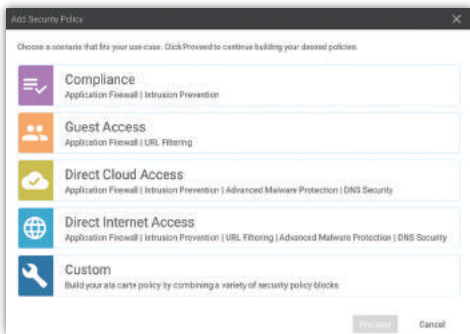 Add Security Policy
Choose a scenario that fits your use-case. Click Proceed to continue building your desired policies.
Compliance
Application Firewall | Intrusion Prevention
Guest Access
Application Firewall | URL Filtering
Direct Cloud Access
Application Firewall | Intrusion Prevention | Advanced Malware Protection | DNS Security
Direct Internet Access
Application Firewall | Intrusion Prevention | URL Filtering | Advanced Malware Protection | DNS Security
Custom
Build your ala carte policy by combining a variety of security policy blocks
Proceed Cancel